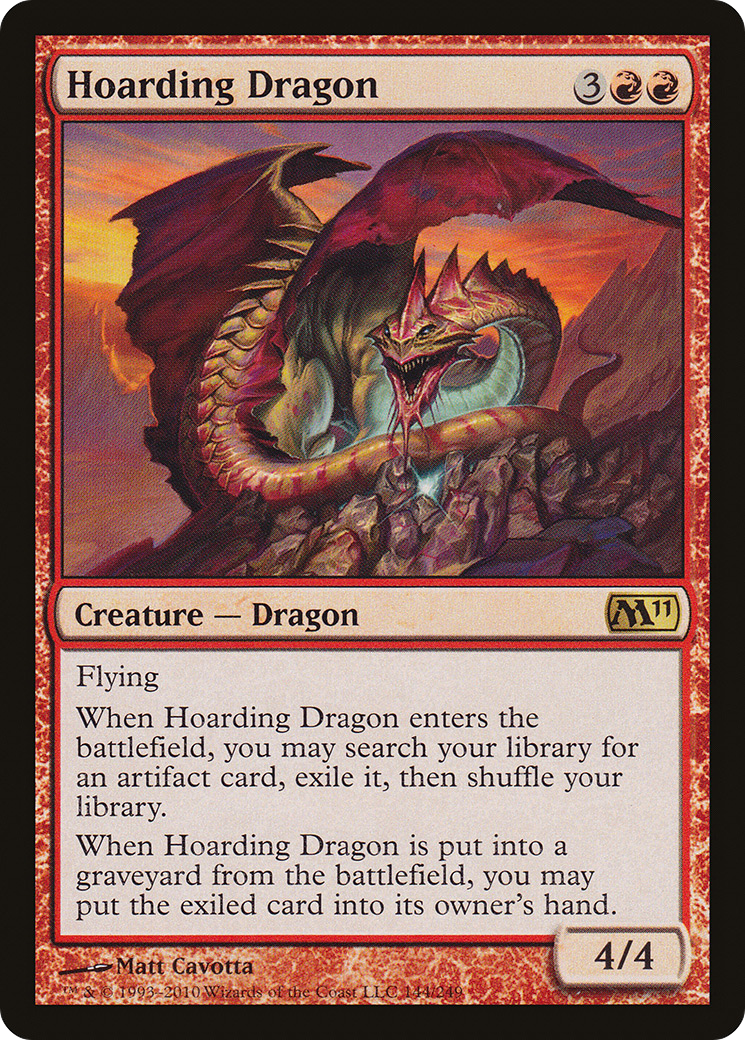 Hoarding Dragon 3
Creature — Dragon M11
Flying
When Hoarding Dragon enters the
battlefield, you may search your library for
an artifact card, exile it, then shuffle your
library.
When Hoarding Dragon is put into a
graveyard from the battlefield, you may
put the exiled card into its owner's hand.
4/4
Matt Cavotta
™ & © 1993–2010 Wizards of the Coast LLC 144/249